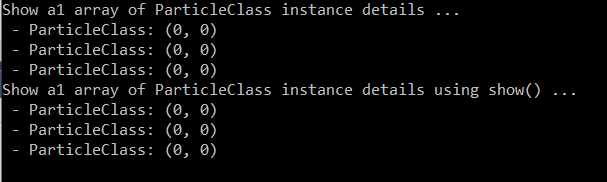 Show a1 array of ParticleClass instance details ...
- ParticleClass: (0, 0)
- ParticleClass: (0, 0)
- ParticleClass: (0, 0)
Show a1 array of ParticleClass instance details using show() ...
- ParticleClass: (0, 0)
- ParticleClass: (0, 0)
- ParticleClass: (0, 0)